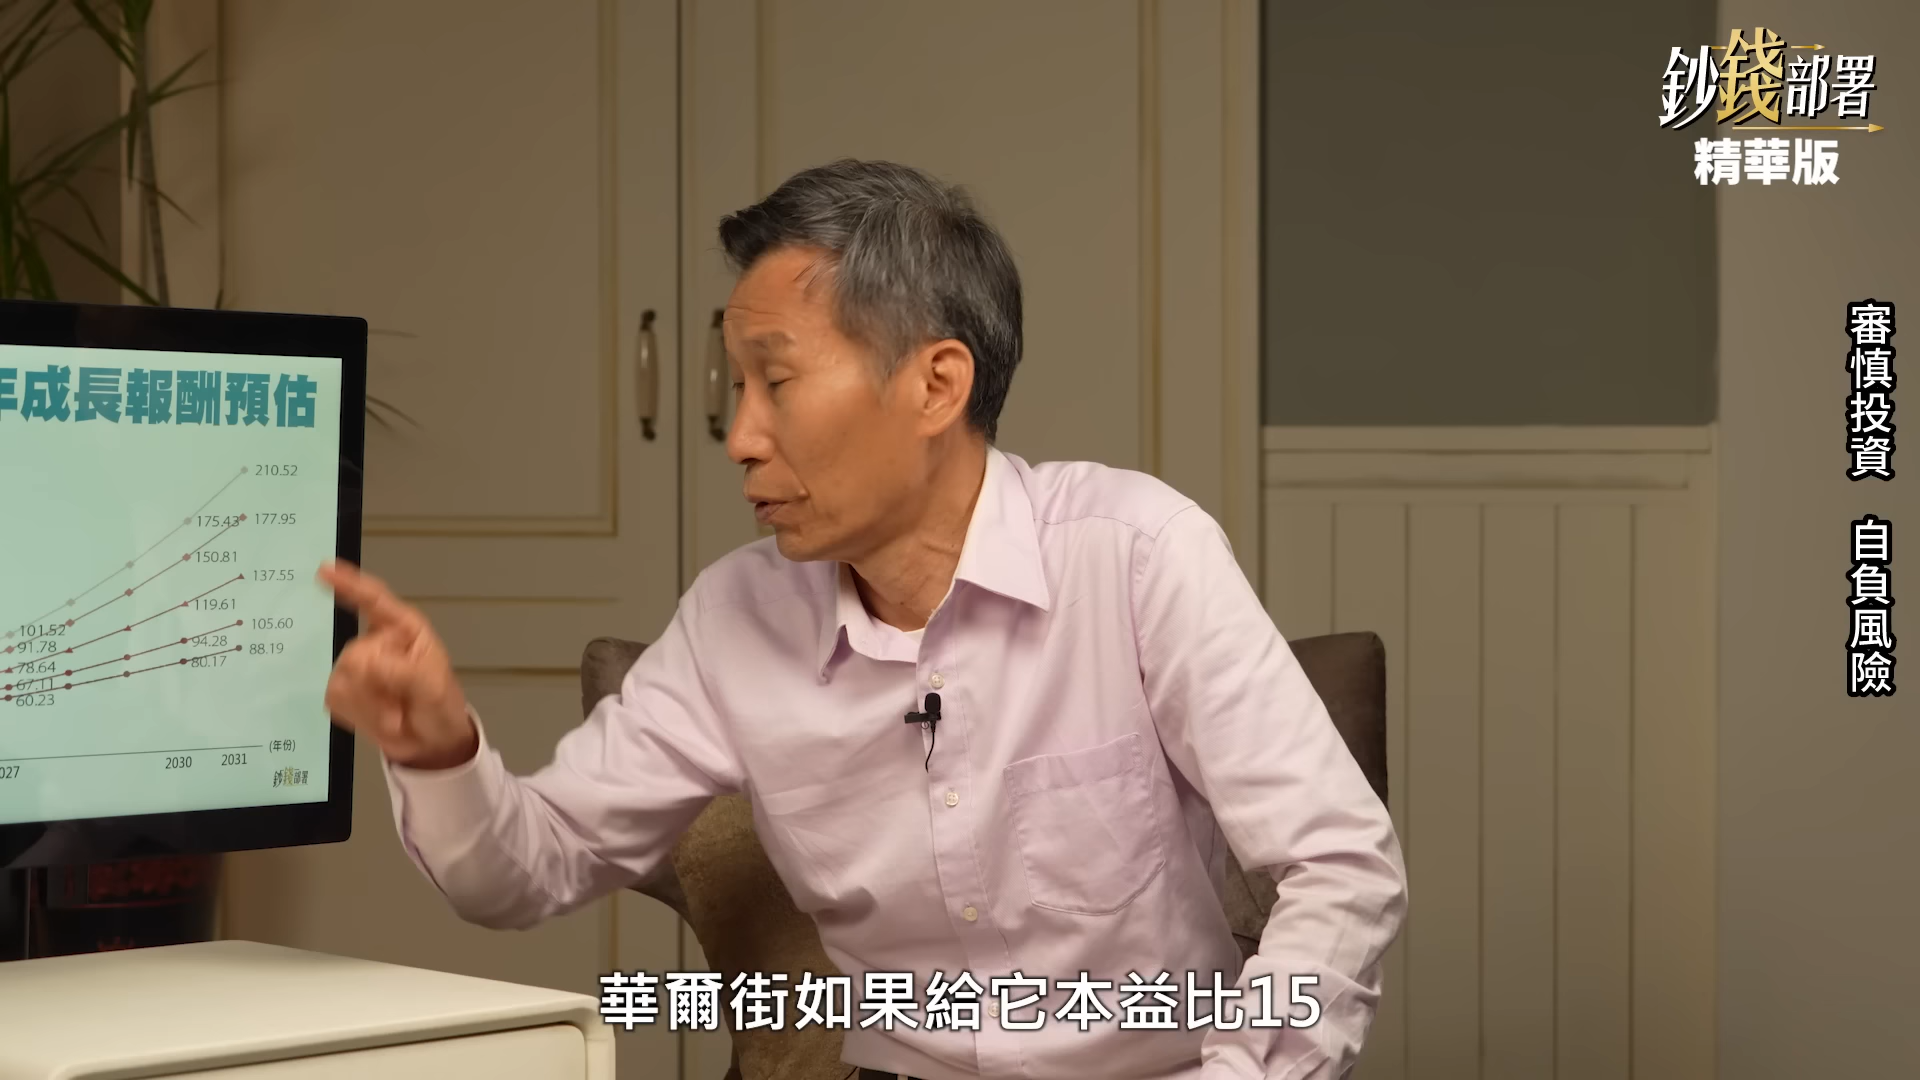 鈔錢部署
精華版
審慎投資 自負風險
年成長報酬預估
210.52
175.43
177.95
150.81
137.55
119.61
101.52
105.60
91.78
94.28
88.19
78.64
80.17
67.11
60.23
(年份)
027
2030
2031
鈔錢部署
華爾街如果給它本益比15